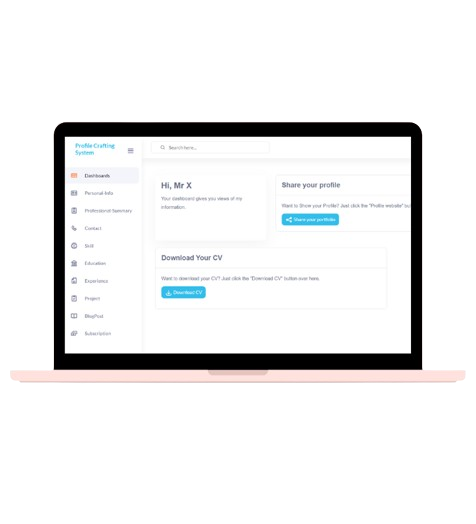 Profile Crafting
System
Search here...
Dashboards
Personal Info
Professional Summary
Contact
Skill
Education
Experience
Project
BlogPost
Subscription
Hi, Mr X
Your dashboard gives you views of my
information.
Share your profile
Want to Share your Profile? Just click the "Profile website"
Share your portfolio
Download Your CV
Want to download your CV? Just click the "Download CV" button over here.
Download CV